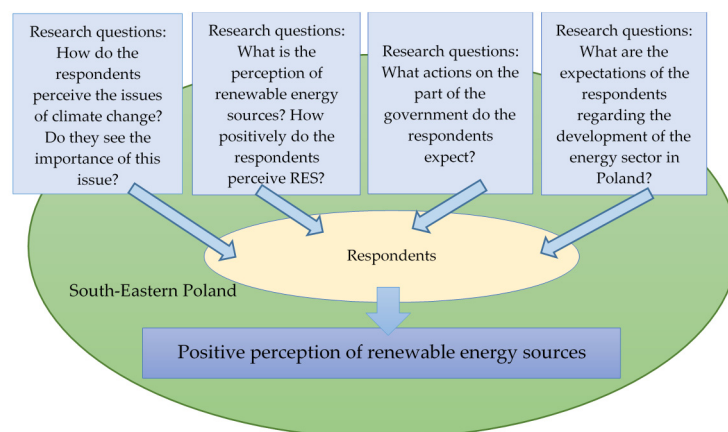 Research questions:
How do the
respondents
perceive the issues
of climate change?
Do they see the
importance of this
issue?
Research questions:
What is the
perception of
renewable energy
sources? How
positively do the
respondents
perceive RES?
Research questions:
What actions on the
part of the
government do the
respondents
expect?
Research questions:
What are the
expectations of the
respondents
regarding the
development of the
energy sector in
Poland?
Respondents
South-Eastern Poland
Positive perception of renewable energy sources